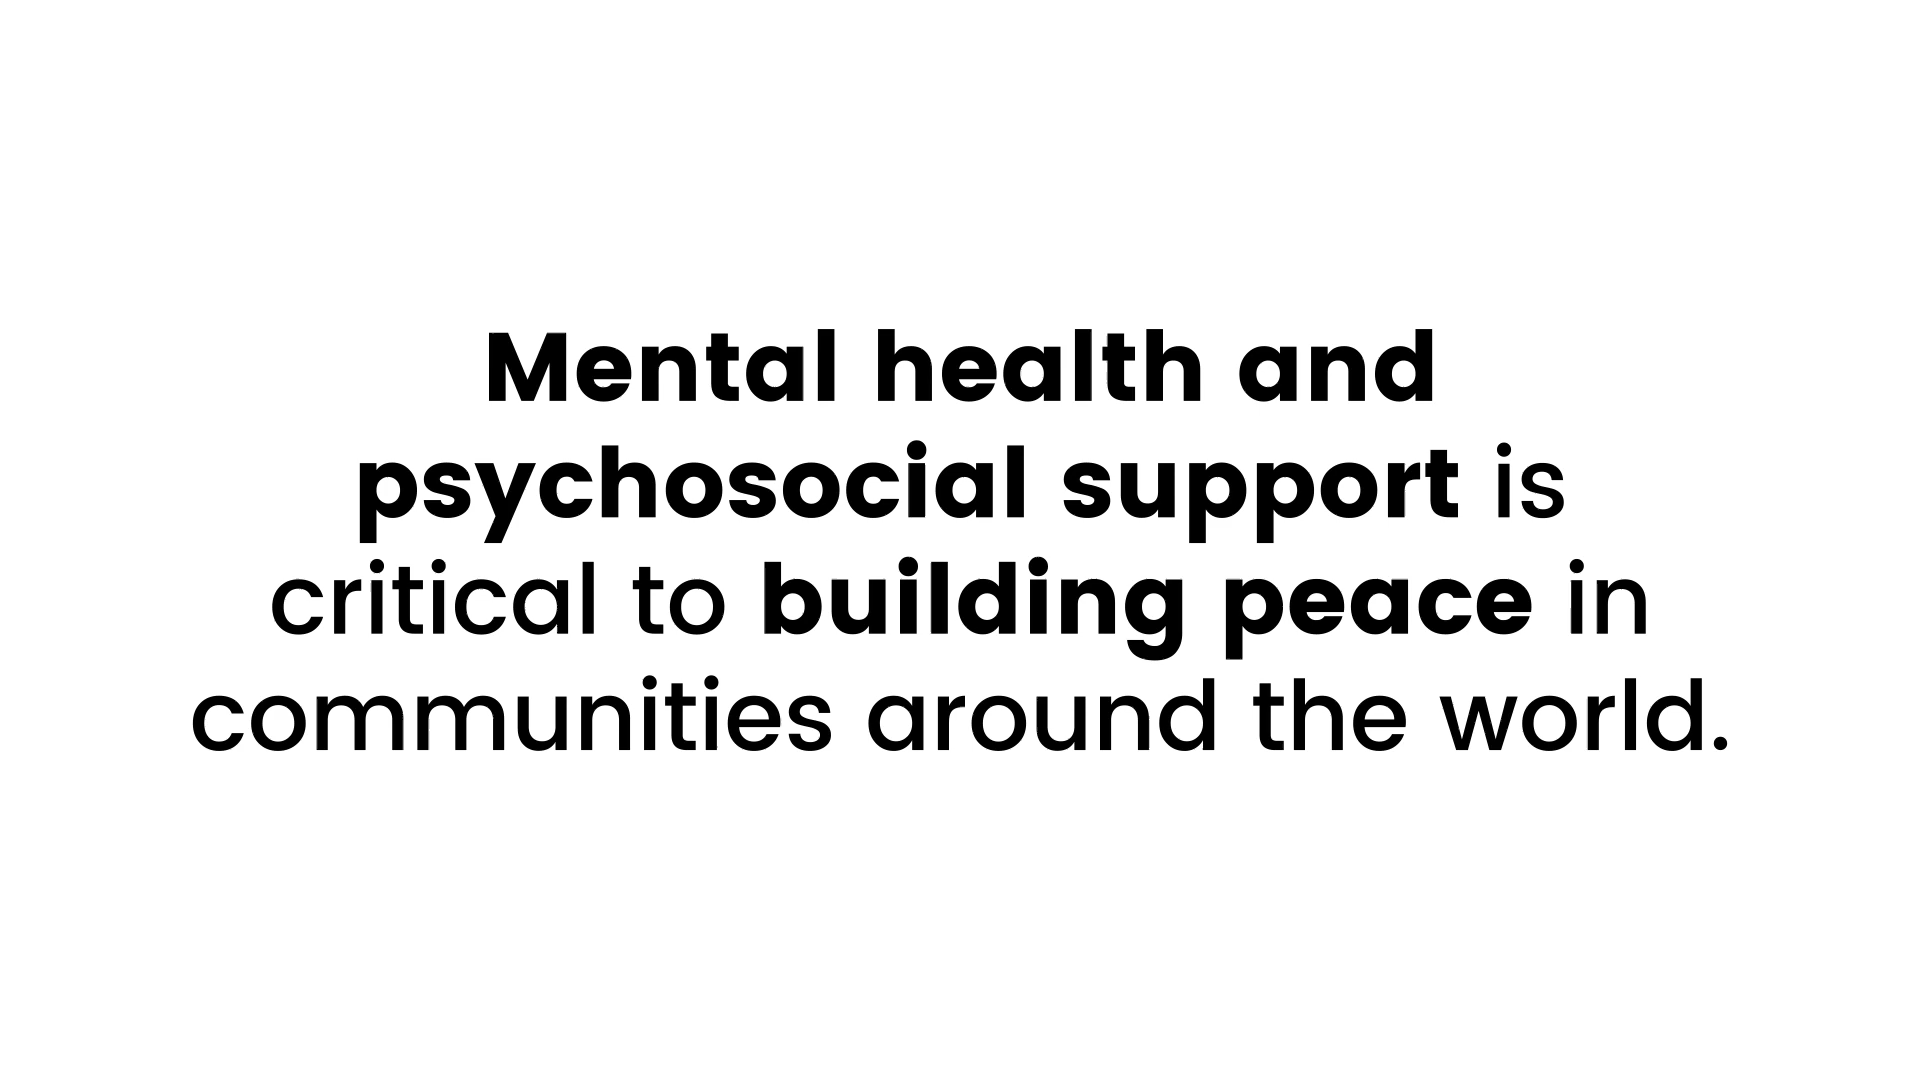 Mental health and
psychosocial support is
critical to building peace in
communities around the world.